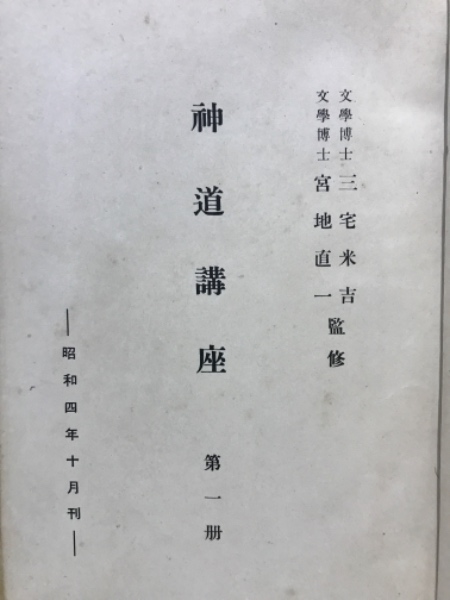 文學博士 三宅米吉
文學博士 宮地直一
監修
神道講座 第一册
―昭和四年十月刊―